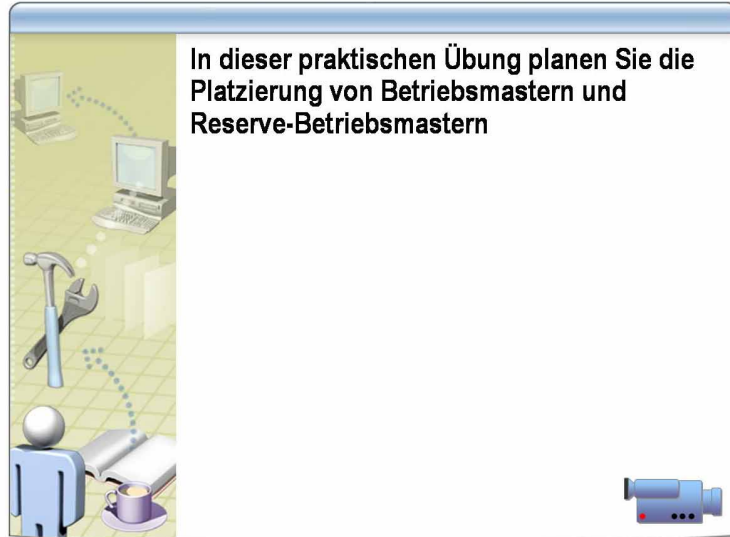 In dieser praktischen Übung planen Sie die
Platzierung von Betriebsmastern und
Reserve-Betriebsmastern